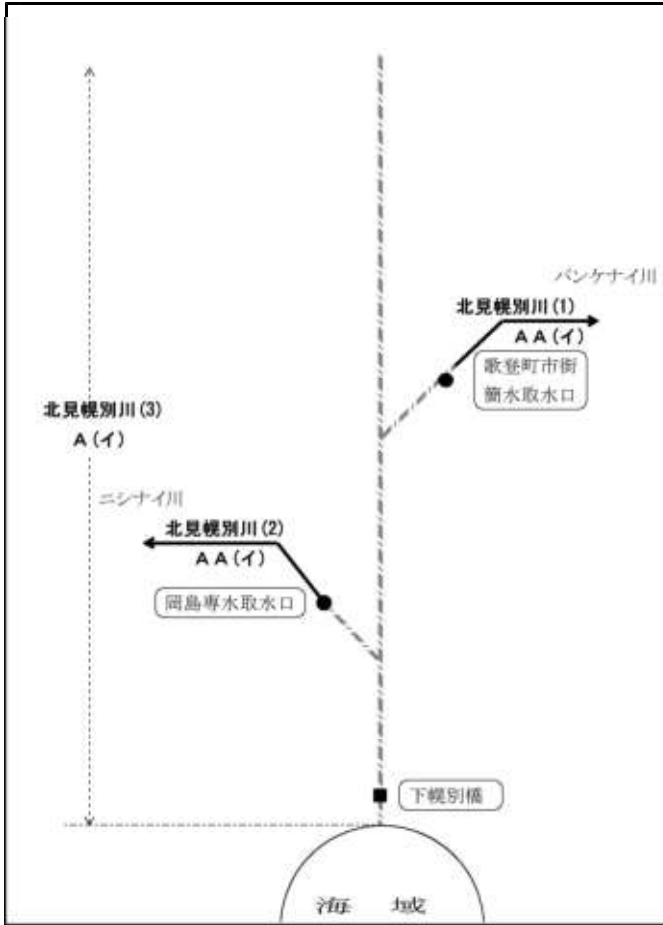 パンケナイ川
北見幌別川(1)
AA(イ)
歌登町市街
簡水取水口
北見幌別川(3)
A(イ)
ニシナイ川
北見幌別川(2)
AA(イ)
岡島専水取水口
下幌別橋
海 域